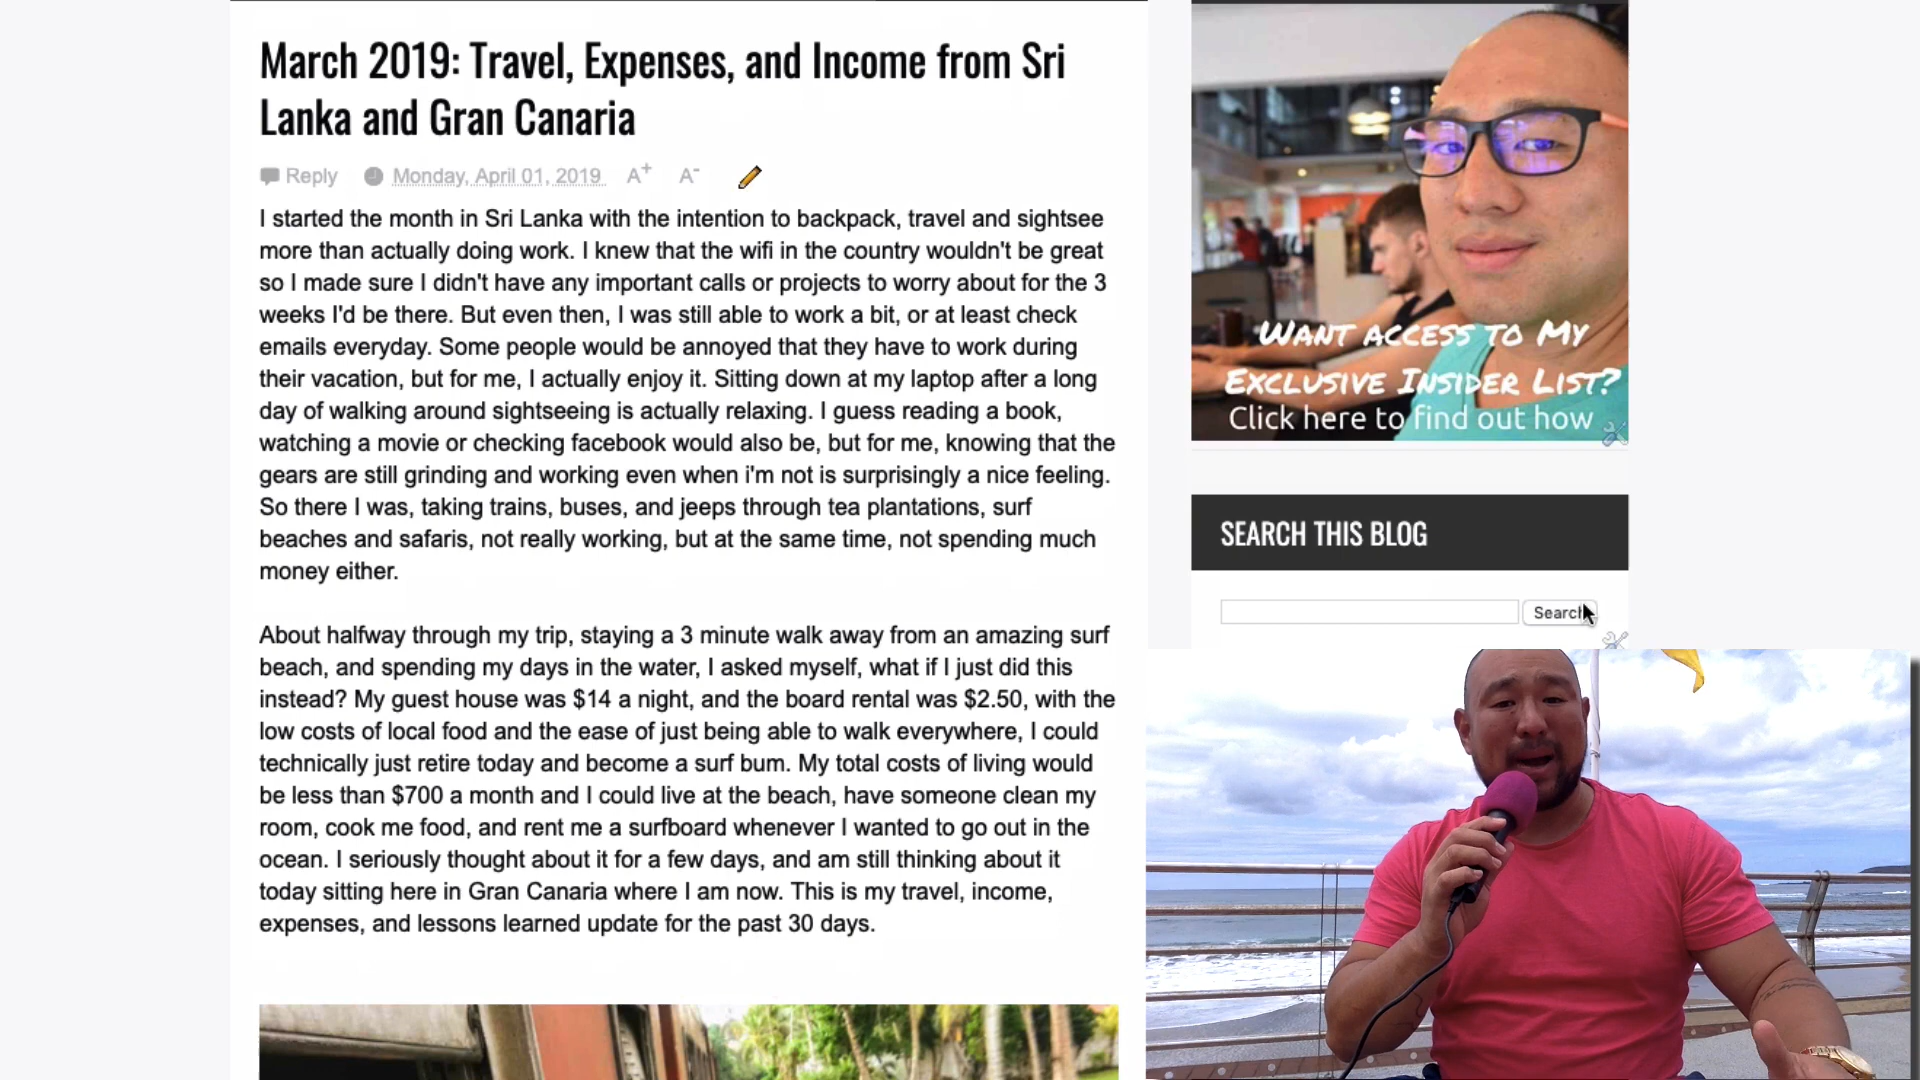 March 2019: Travel, Expenses, and Income from Sri
Lanka and Gran Canaria
Reply Monday, April 01, 2019 A+ A-
I started the month in Sri Lanka with the intention to backpack, travel and sightsee
more than actually doing work. I knew that the wifi in the country wouldn't be great
so I made sure I didn't have any important calls or projects to worry about for the 3
weeks I'd be there. But even then, I was still able to work a bit, or at least check
emails everyday. Some people would be annoyed that they have to work during
their vacation, but for me, I actually enjoy it. Sitting down at my laptop after a long
day of walking around sightseeing is actually relaxing. I guess reading a book,
watching a movie or checking facebook would also be, but for me, knowing that the
gears are still grinding and working even when i'm not is surprisingly a nice feeling.
So there I was, taking trains, buses, and jeeps through tea plantations, surf
beaches and safaris, not really working, but at the same time, not spending much
money either.
About halfway through my trip, staying a 3 minute walk away from an amazing surf
beach, and spending my days in the water, I asked myself, what if I just did this
instead? My guest house was $14 a night, and the board rental was $2.50, with the
low costs of local food and the ease of just being able to walk everywhere, I could
technically just retire today and become a surf bum. My total costs of living would
be less than $700 a month and I could live at the beach, have someone clean my
room, cook me food, and rent me a surfboard whenever I wanted to go out in the
ocean. I seriously thought about it for a few days, and am still thinking about it
today sitting here in Gran Canaria where I am now. This is my travel, income,
expenses, and lessons learned update for the past 30 days.
WANT ACCESS TO MY
EXCLUSIVE INSIDER LIST?
Click here to find out how
SEARCH THIS BLOG
Search